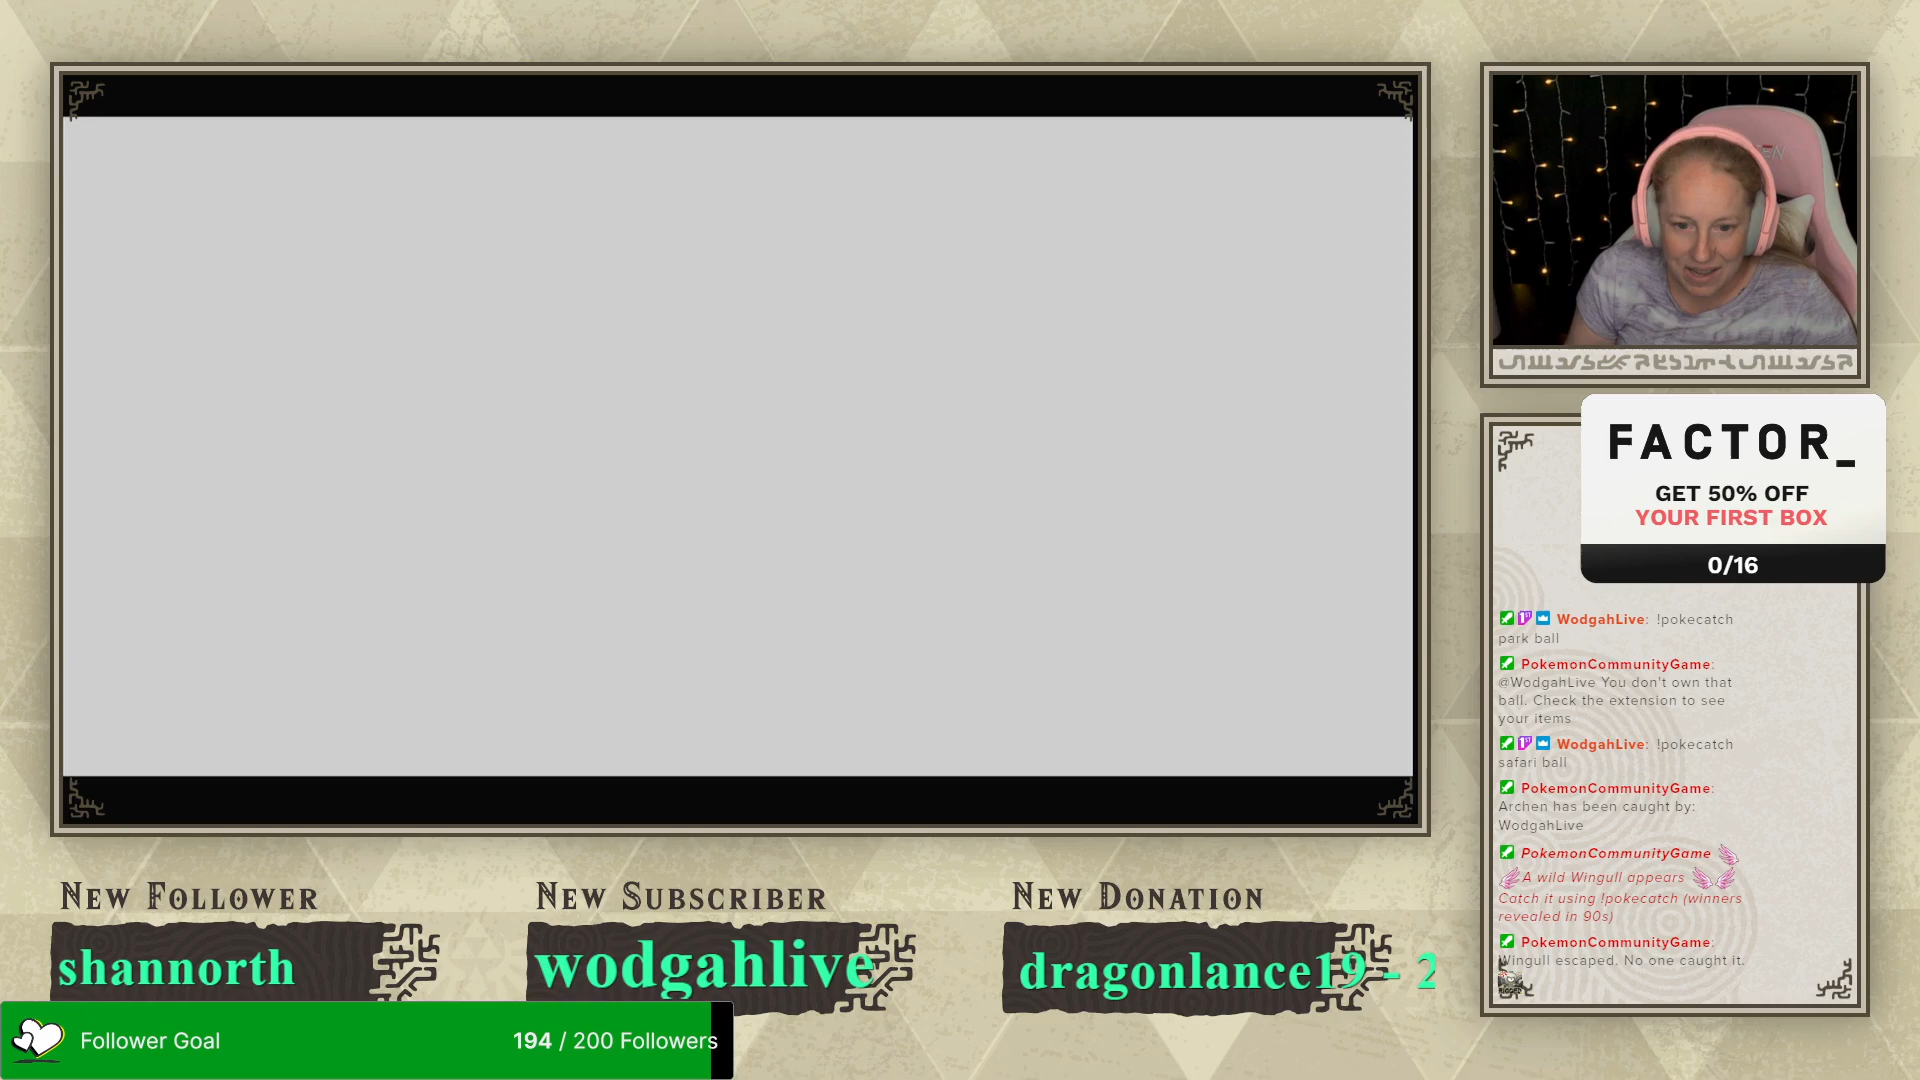 FACTOR_
GET 50% OFF
YOUR FIRST BOX
0/16
WodgahLive: !pokecatch
park ball
PokemonCommunityGame:
@WodgahLive You don't own that
ball. Check the extension to see
your items
WodgahLive: !pokecatch
safari ball
PokemonCommunityGame:
Archen has been caught by:
WodgahLive
PokemonCommunityGame
A wild Wingull appears
Catch it using !pokecatch (winners
revealed in 90s)
PokemonCommunityGame:
Wingull escaped. No one caught it.
New Follower
shannorth
New Subscriber
wodgahlive
New Donation
dragonlance19 - 2
Follower Goal
194 / 200 Followers